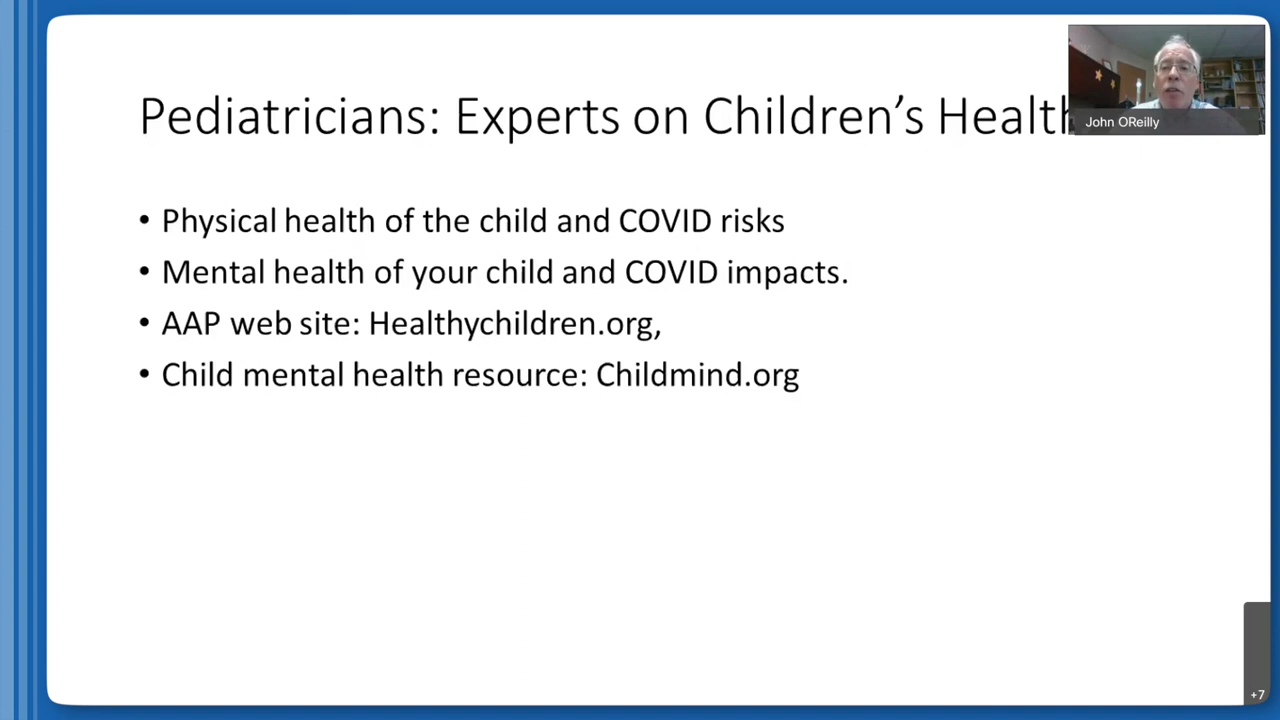 Pediatricians: Experts on Children’s Health
John OReilly
• Physical health of the child and COVID risks
• Mental health of your child and COVID impacts.
• AAP web site: Healthychildren.org,
• Child mental health resource: Childmind.org
+7